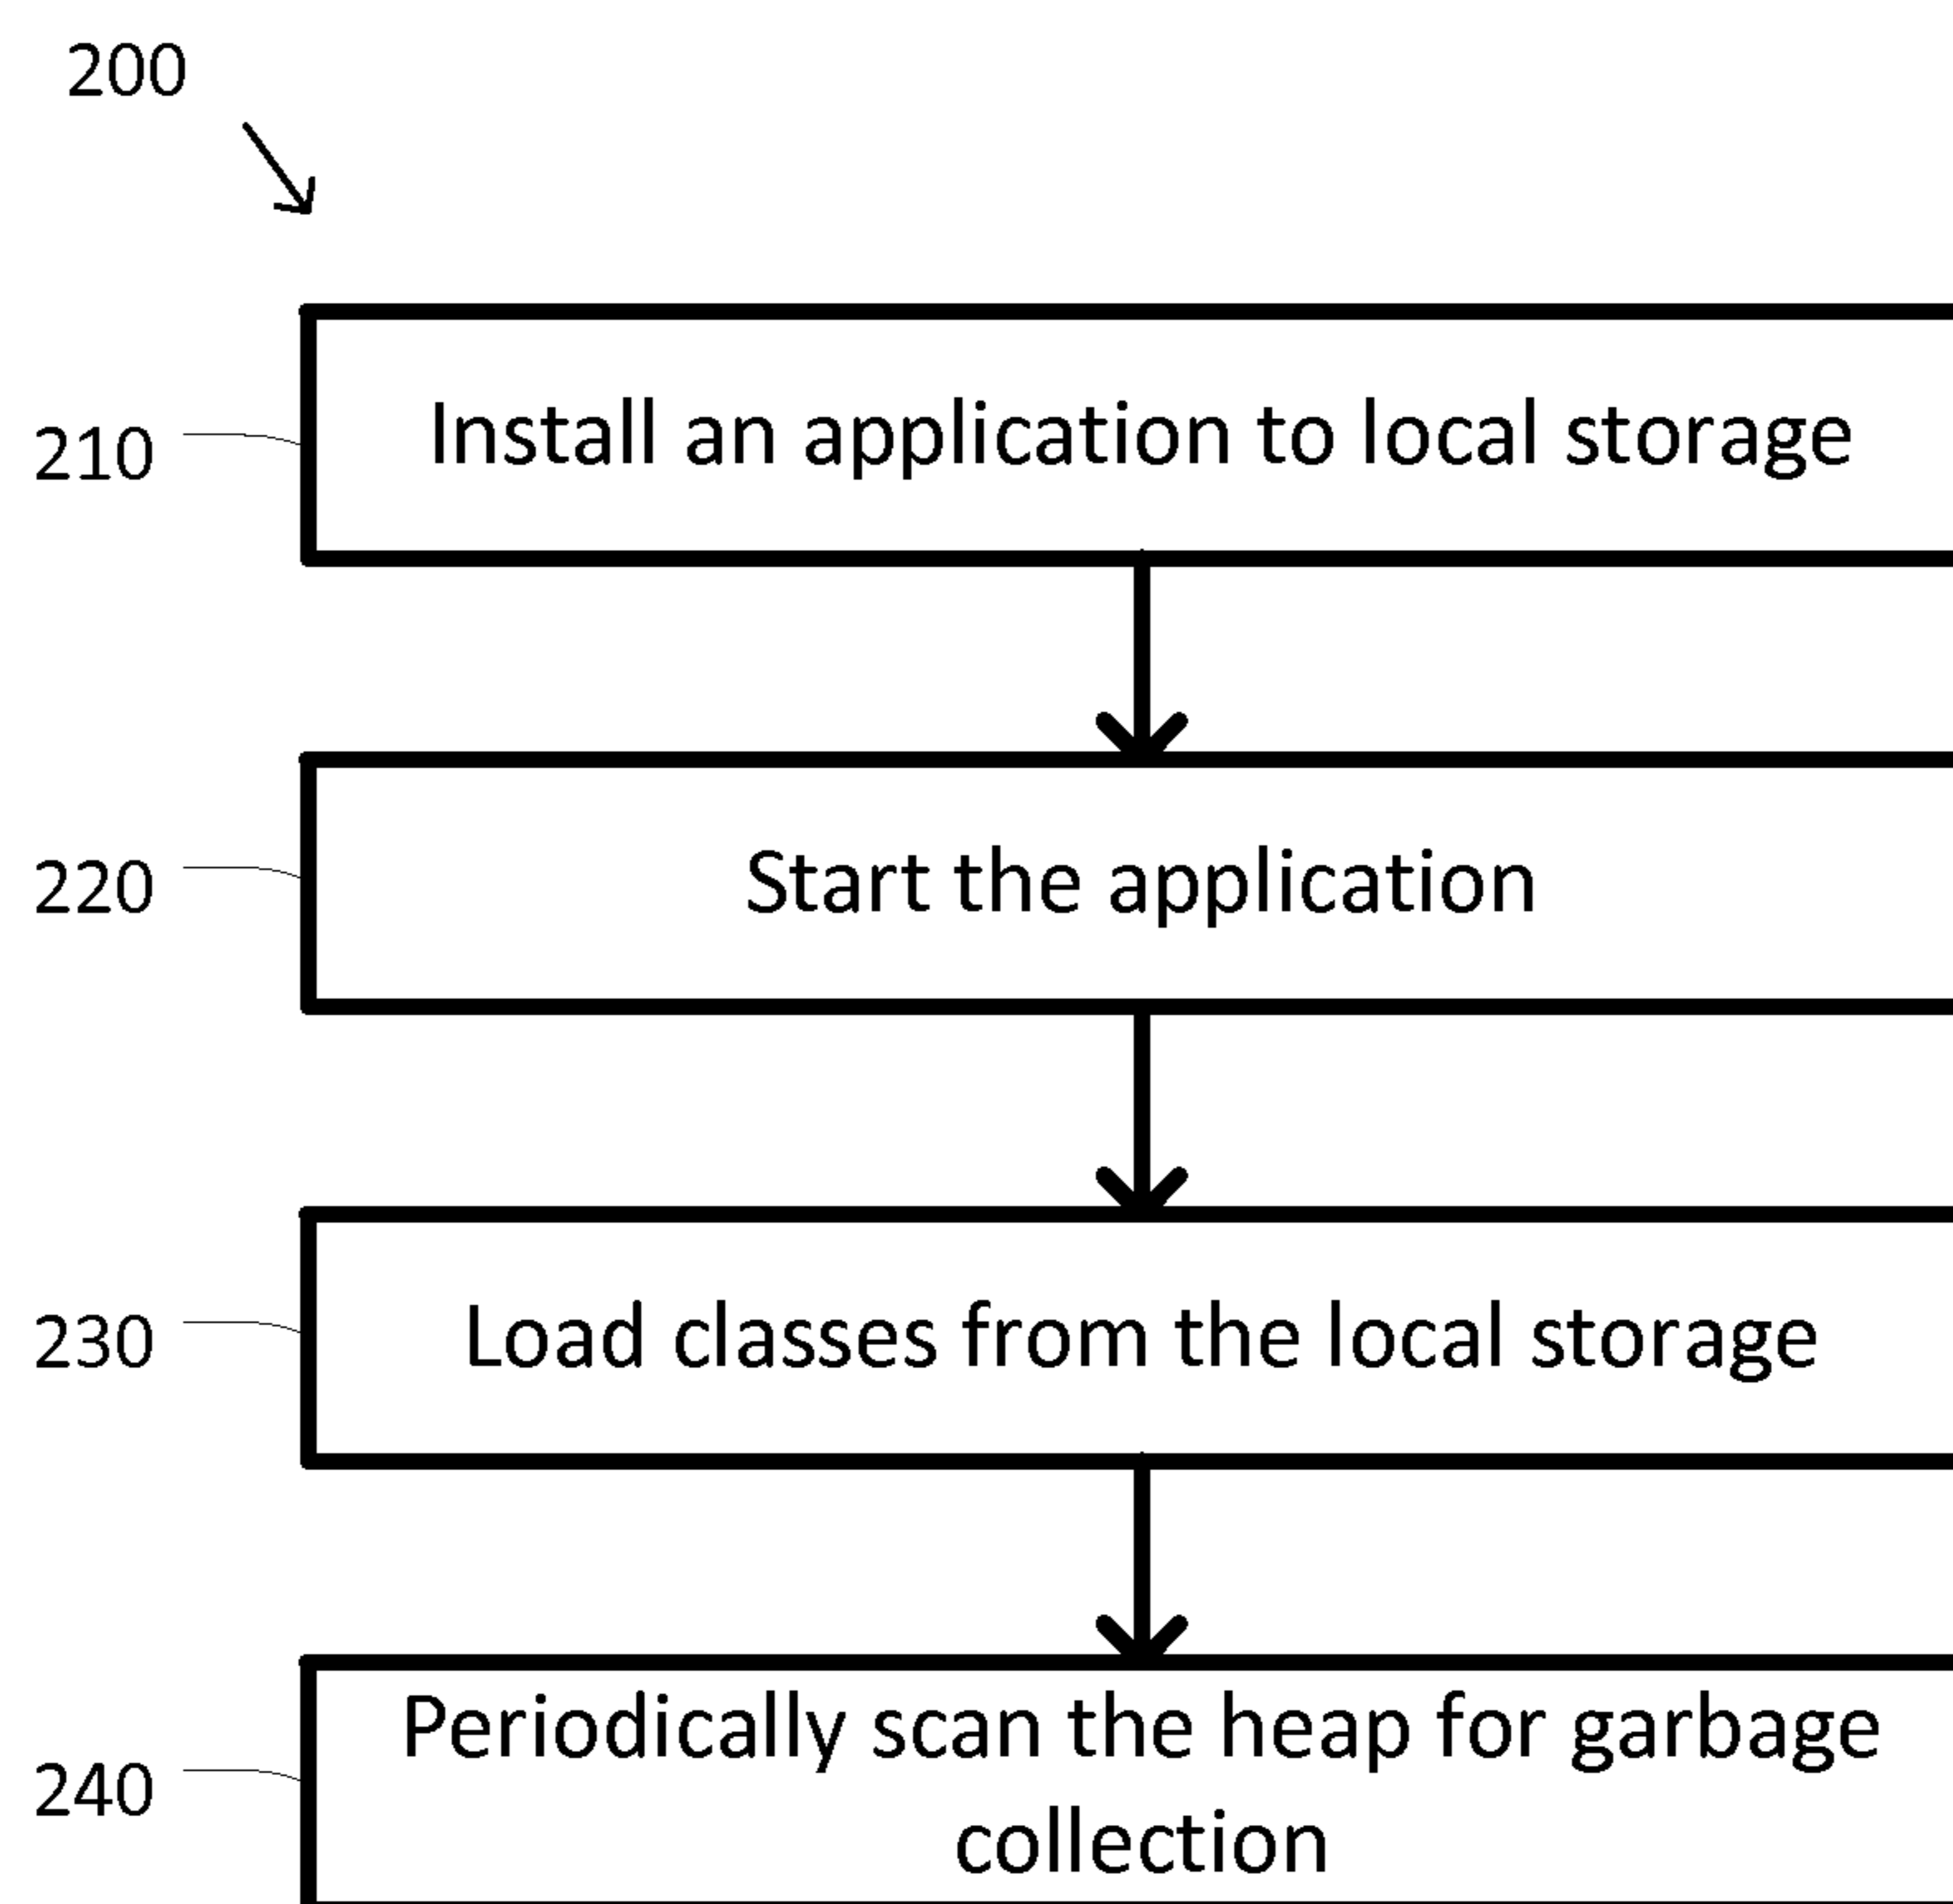 200
210
Install an application to local storage
220
Start the application
230
Load classes from the local storage
240
Periodically scan the heap for garbage
collection